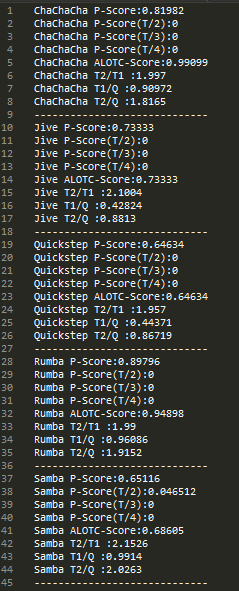 1 ChaChaCha P-Score:0.81982
2 ChaChaCha P-Score(T/2):0
3 ChaChaCha P-Score(T/3):0
4 ChaChaCha P-Score(T/4):0
5 ChaChaCha ALOTC-Score:0.99099
6 ChaChaCha T2/T1 :1.997
7 ChaChaCha T1/Q :0.90972
8 ChaChaCha T2/Q :1.8165
9 -----------------------------
10 Jive P-Score:0.73333
11 Jive P-Score(T/2):0
12 Jive P-Score(T/3):0
13 Jive P-Score(T/4):0
14 Jive ALOTC-Score:0.73333
15 Jive T2/T1 :2.1004
16 Jive T1/Q :0.42824
17 Jive T2/Q :0.8813
18 -----------------------------
19 Quickstep P-Score:0.64634
20 Quickstep P-Score(T/2):0
21 Quickstep P-Score(T/3):0
22 Quickstep P-Score(T/4):0
23 Quickstep ALOTC-Score:0.64634
24 Quickstep T2/T1 :1.957
25 Quickstep T1/Q :0.44371
26 Quickstep T2/Q :0.86719
27 -----------------------------
28 Rumba P-Score:0.89796
29 Rumba P-Score(T/2):0
30 Rumba P-Score(T/3):0
31 Rumba P-Score(T/4):0
32 Rumba ALOTC-Score:0.94898
33 Rumba T2/T1 :1.99
34 Rumba T1/Q :0.96086
35 Rumba T2/Q :1.9152
36 -----------------------------
37 Samba P-Score:0.65116
38 Samba P-Score(T/2):0.046512
39 Samba P-Score(T/3):0
40 Samba P-Score(T/4):0
41 Samba ALOTC-Score:0.68605
42 Samba T2/T1 :2.1526
43 Samba T1/Q :0.9914
44 Samba T2/Q :2.0263
45 -----------------------------